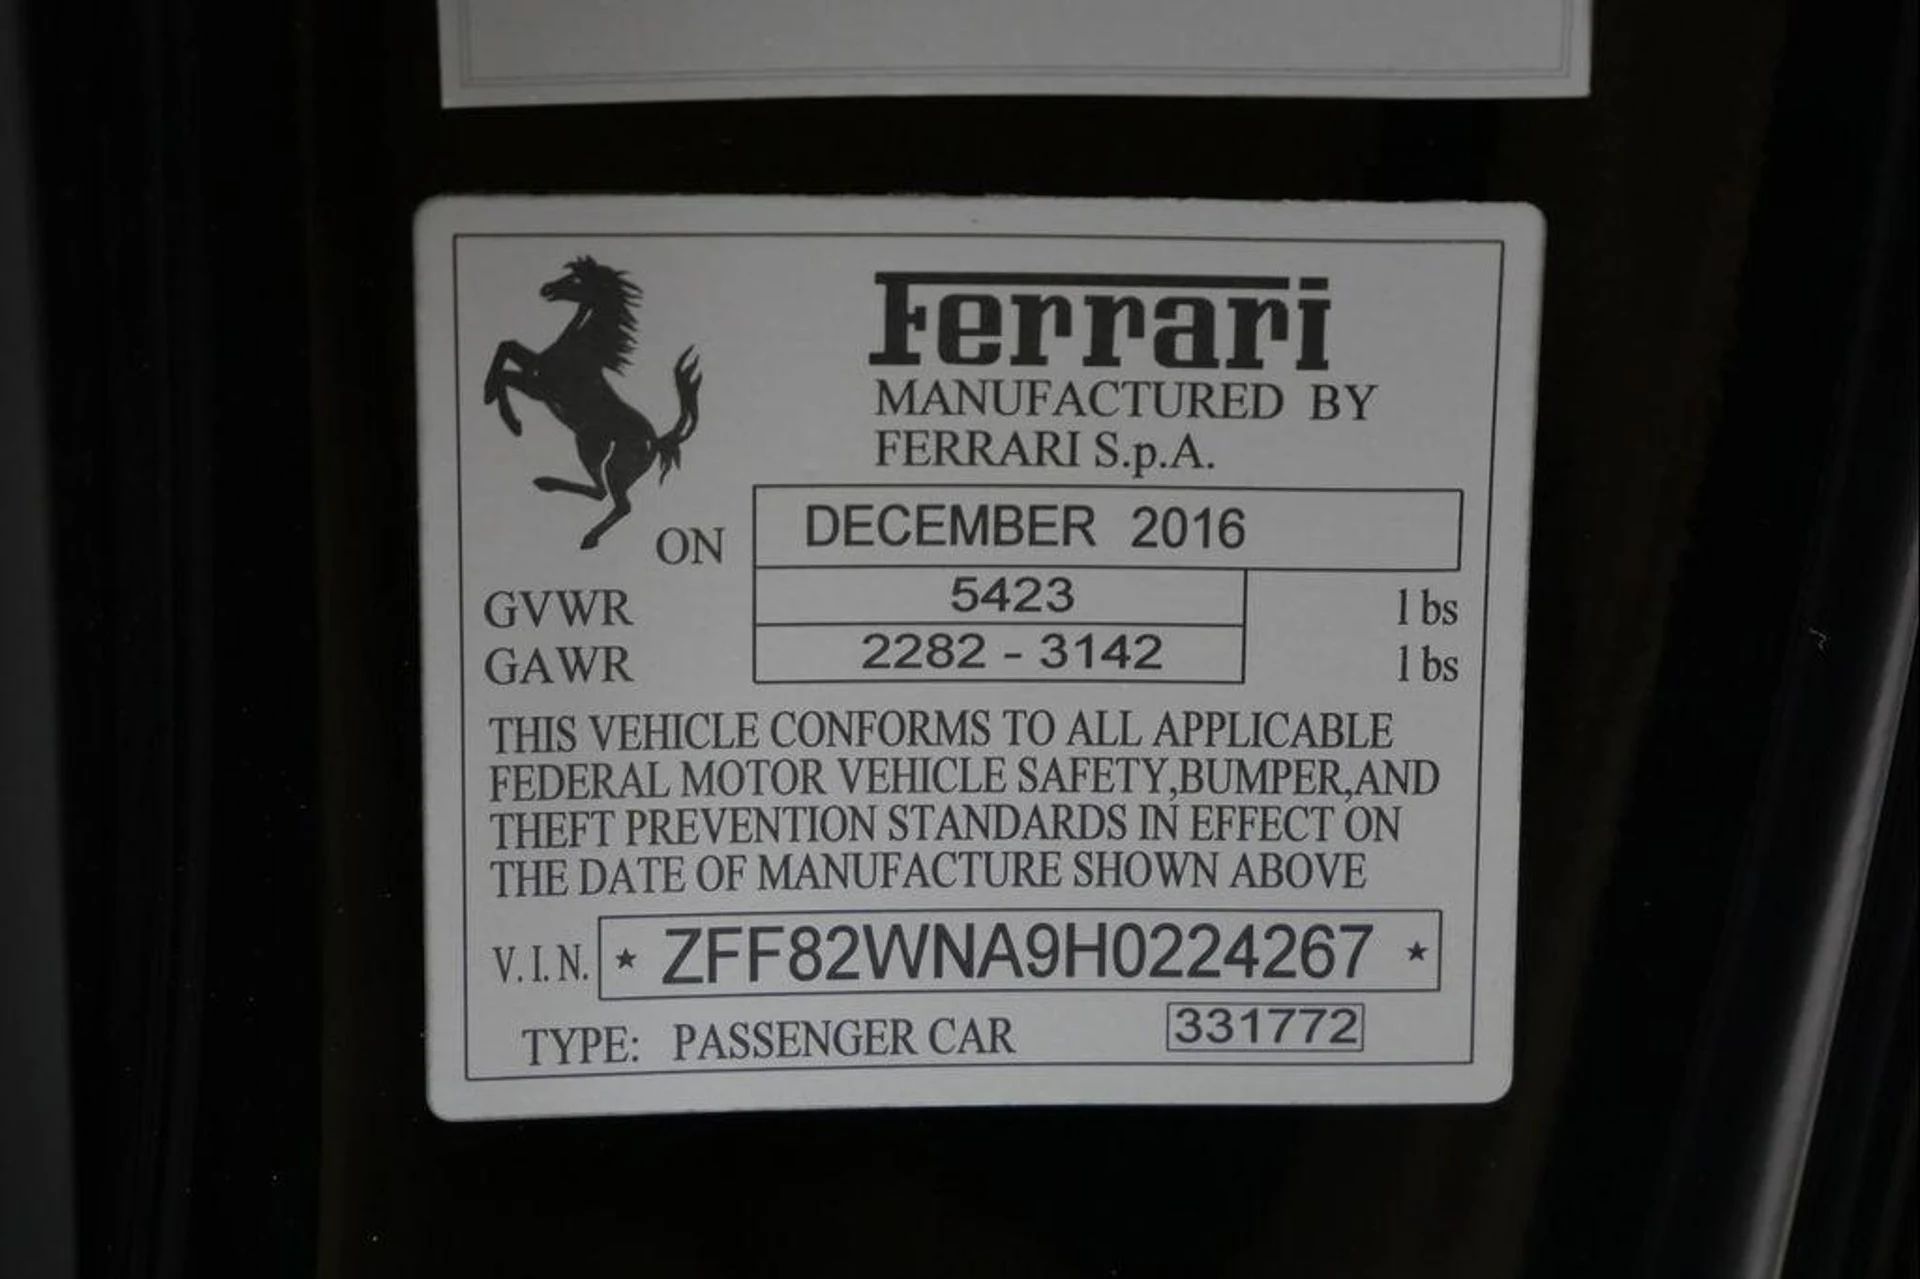 Ferrari
MANUFACTURED BY
FERRARI S.p.A.
ON DECEMBER 2016
GVWR 5423 lbs
GAWR 2282 - 3142 lbs
THIS VEHICLE CONFORMS TO ALL APPLICABLE
FEDERAL MOTOR VEHICLE SAFETY,BUMPER,AND
THEFT PREVENTION STANDARDS IN EFFECT ON
THE DATE OF MANUFACTURE SHOWN ABOVE
V.I.N. ★ ZFF82WNA9H0224267 ★
TYPE: PASSENGER CAR 331772